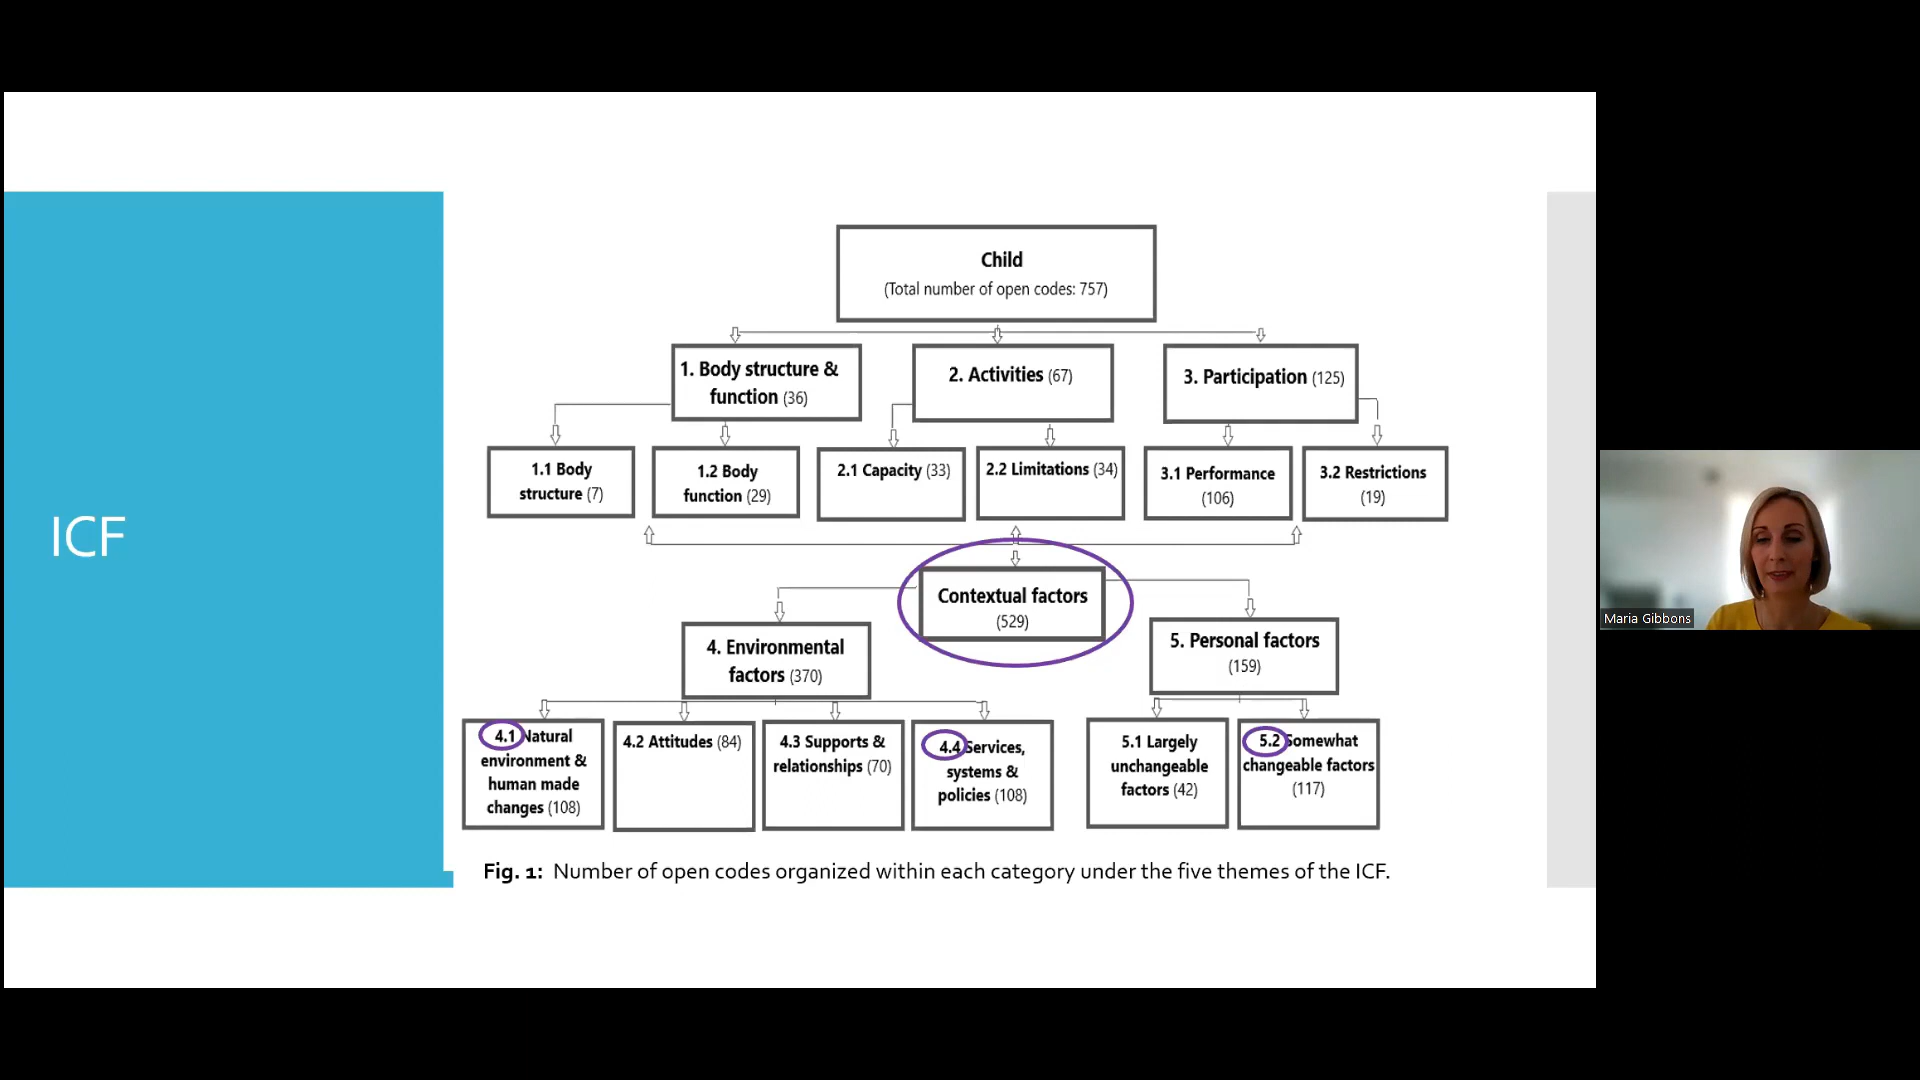 ICF
Child
(Total number of open codes: 757)
1. Body structure &
function (36)
2. Activities (67)
3. Participation (125)
1.1 Body
structure (7)
1.2 Body
function (29)
2.1 Capacity (33)
2.2 Limitations (34)
3.1 Performance
(106)
3.2 Restrictions
(19)
Contextual factors
(529)
4. Environmental
factors (370)
5. Personal factors
(159)
4.1 Natural
environment &
human made
changes (108)
4.2 Attitudes (84)
4.3 Supports &
relationships (70)
4.4 Services,
systems &
policies (108)
5.1 Largely
unchangeable
factors (42)
5.2 Somewhat
changeable factors
(117)
Fig. 1: Number of open codes organized within each category under the five themes of the ICF.
Maria Gibbons